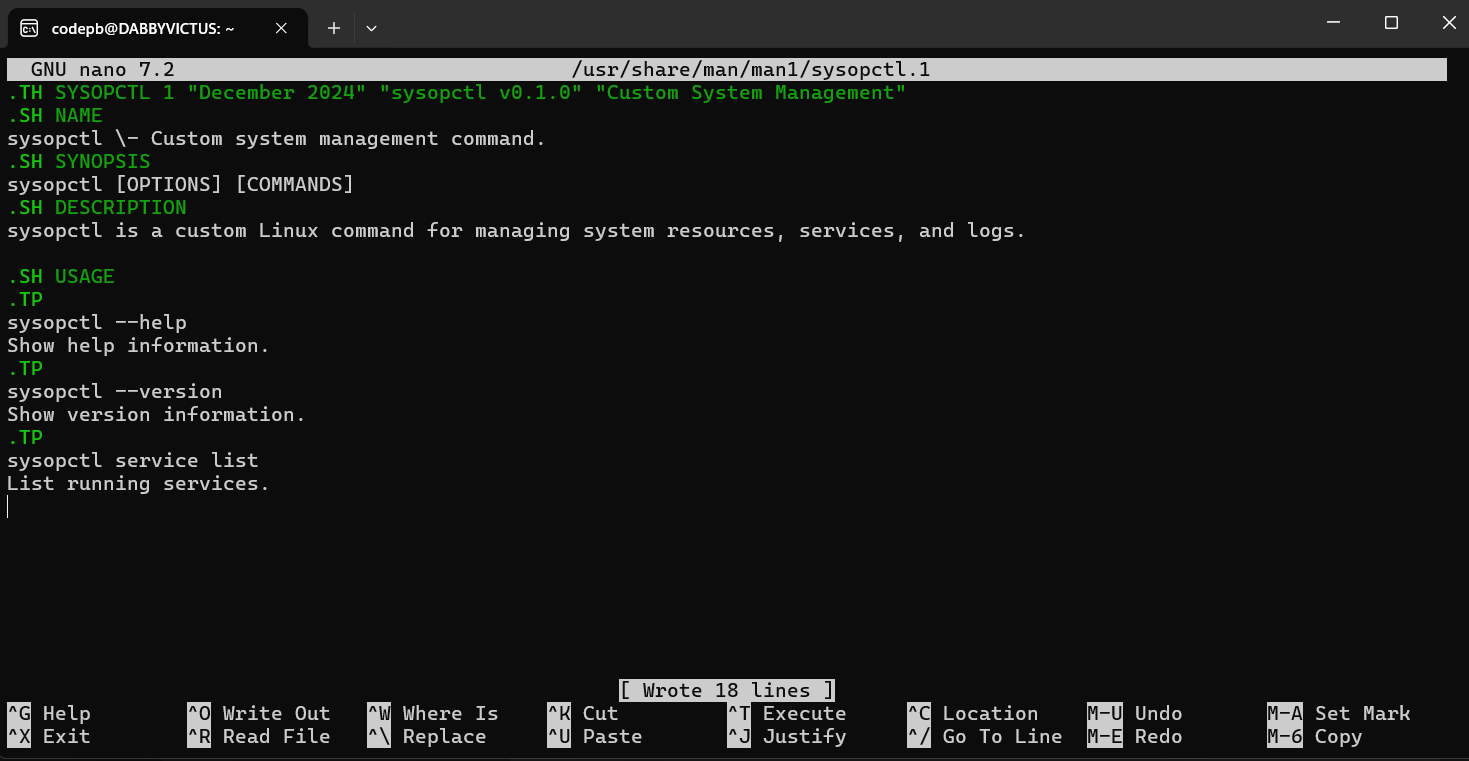 codepb@DABBYVICTUS: ~
GNU nano 7.2 /usr/share/man/man1/sysopctl.1
.TH SYSOPCTL 1 "December 2024" "sysopctl v0.1.0" "Custom System Management"
.SH NAME
sysopctl \- Custom system management command.
.SH SYNOPSIS
sysopctl [OPTIONS] [COMMANDS]
.SH DESCRIPTION
sysopctl is a custom Linux command for managing system resources, services, and logs.
.SH USAGE
.TP
sysopctl --help
Show help information.
.TP
sysopctl --version
Show version information.
.TP
sysopctl service list
List running services.
[ Wrote 18 lines ]
^G Help ^O Write Out ^W Where Is ^K Cut ^T Execute ^C Location M-U Undo M-A Set Mark
^X Exit ^R Read File ^\ Replace ^U Paste ^J Justify ^/ Go To Line M-E Redo M-6 Copy